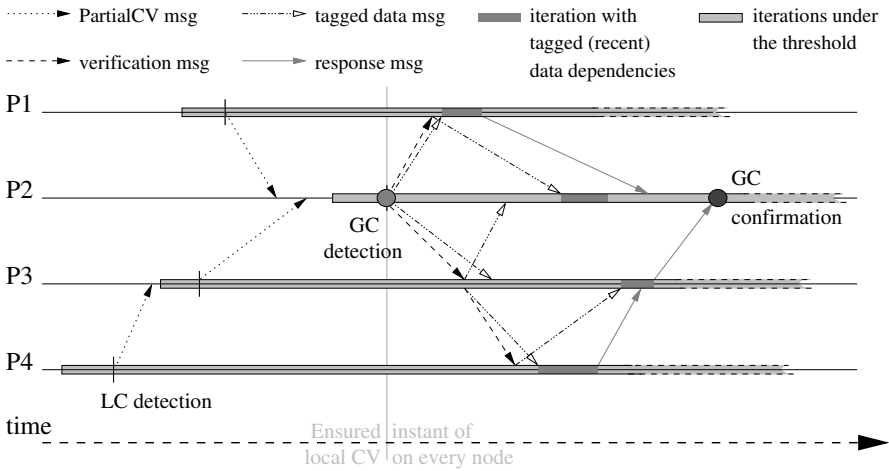 PartialCV msg
tagged data msg
iteration with
tagged (recent)
data dependencies
iterations under
the threshold
verification msg
response msg
P1
P2
GC
detection
GC
confirmation
P3
P4
LC detection
time
Ensured instant of
local CV on every node